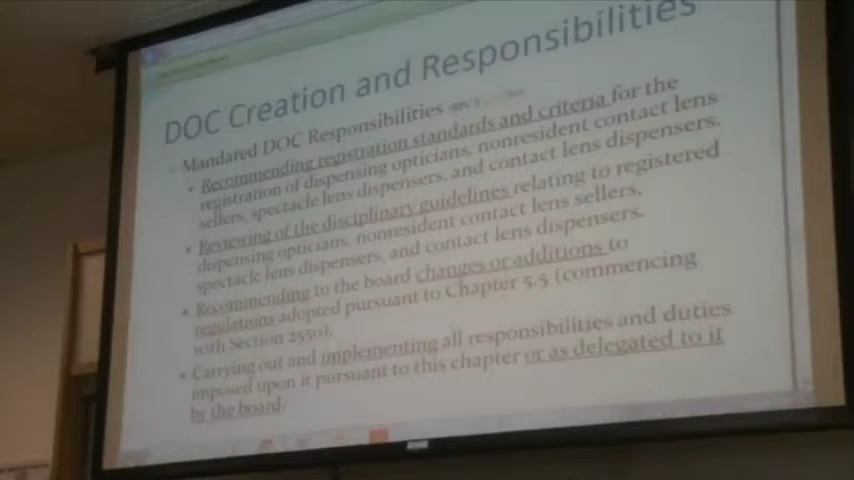 DOC Creation and Responsibilities
Mandated DOC Responsibilities
• Recommending registration standards and criteria for the
registration of dispensing opticians, nonresident contact lens
sellers, spectacle lens dispensers, and contact lens dispensers.
• Reviewing of the disciplinary guidelines relating to registered
dispensing opticians, nonresident contact lens sellers,
spectacle lens dispensers, and contact lens dispensers.
• Recommending to the board changes or additions to
regulations adopted pursuant to Chapter 5.5 (commencing
with Section 2550).
• Carrying out and implementing all responsibilities and duties
imposed upon it pursuant to this chapter or as delegated to it
by the board.